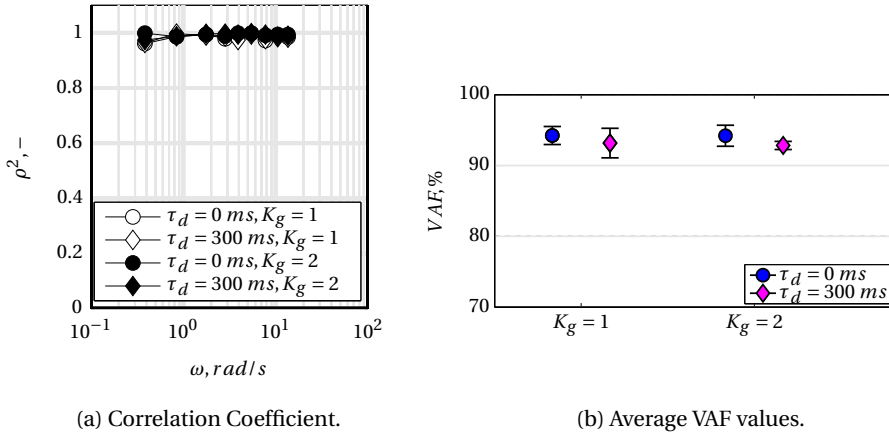 1
0.8
0.6
0.4
0.2
0
ρ², −
τ_d = 0 ms, K_g = 1
τ_d = 300 ms, K_g = 1
τ_d = 0 ms, K_g = 2
τ_d = 300 ms, K_g = 2
10⁻¹ 10⁰ 10¹ 10²
ω, rad/s
(a) Correlation Coefficient.
100
90
80
70
VAF, %
τ_d = 0 ms
τ_d = 300 ms
K_g = 1 K_g = 2
(b) Average VAF values.